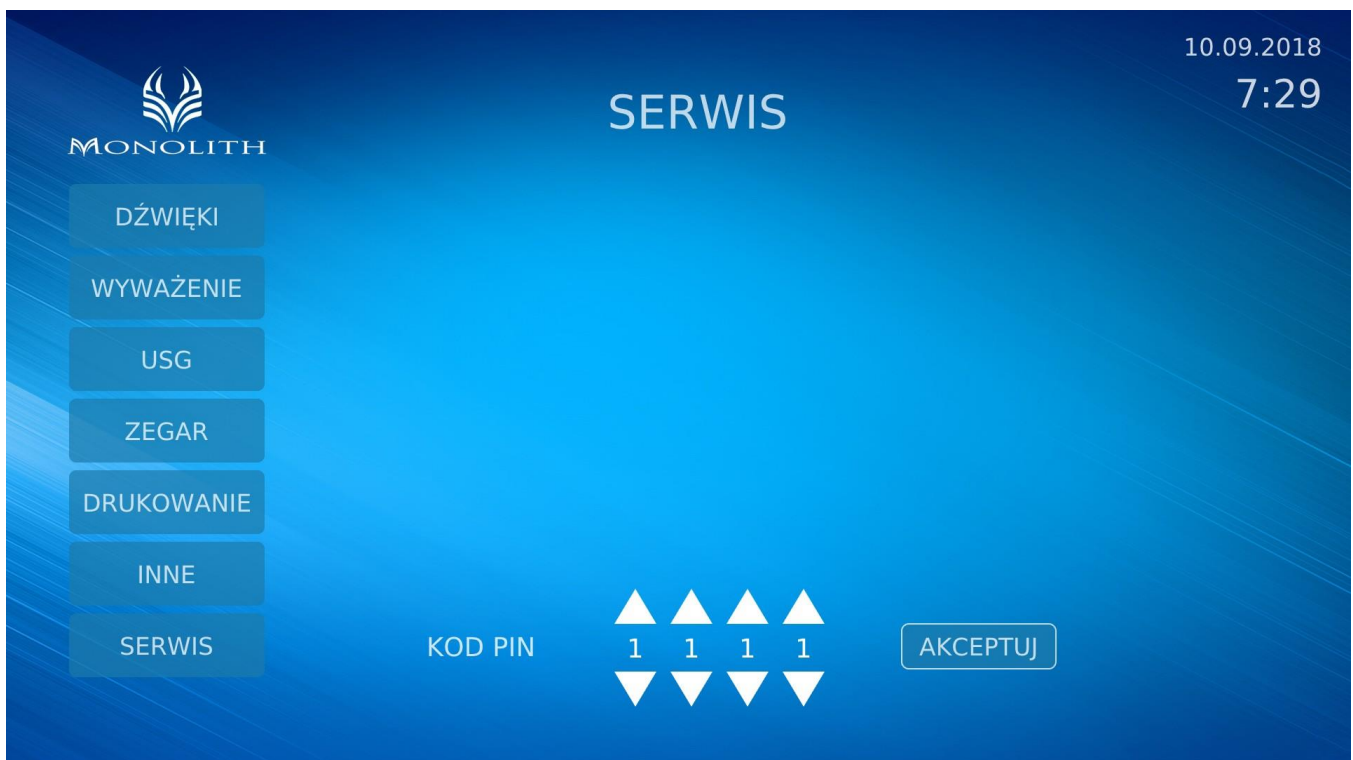 10.09.2018
7:29
MONOLITH
SERWIS
DŹWIĘKI
WYWAŻENIE
USG
ZEGAR
DRUKOWANIE
INNE
SERWIS
KOD PIN 1 1 1 1 AKCEPTUJ